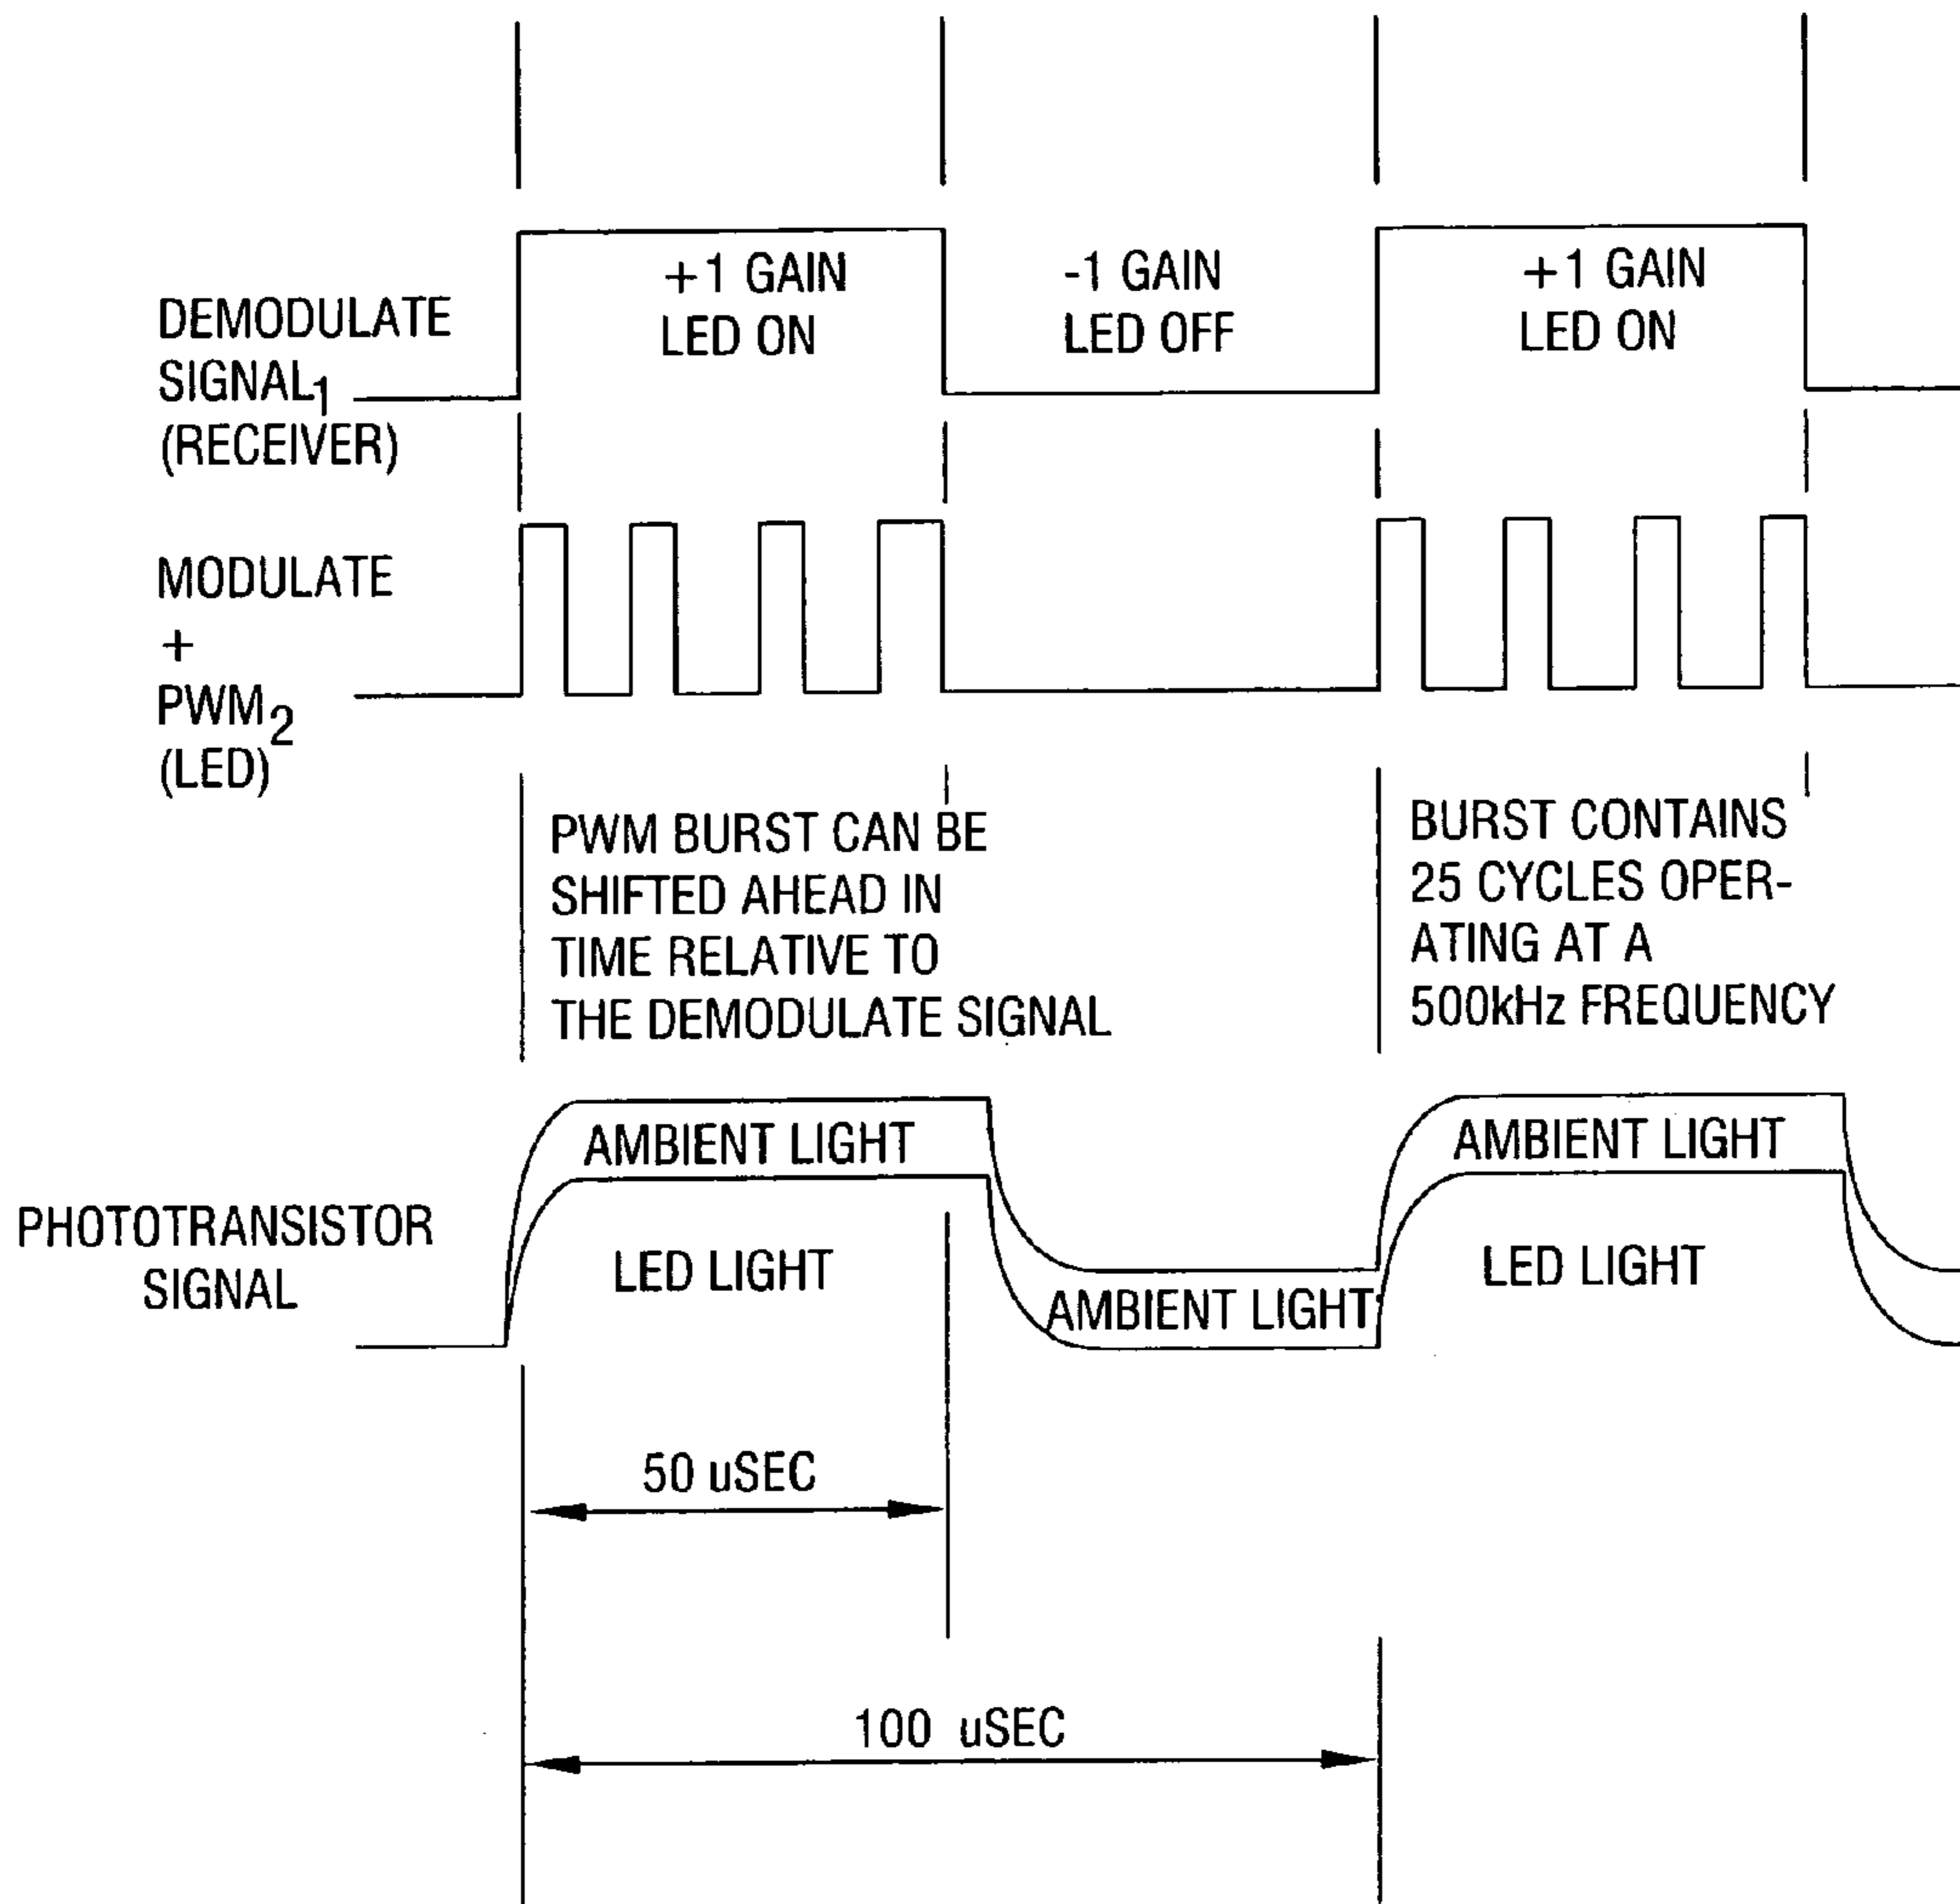 +1 GAIN
LED ON
-1 GAIN
LED OFF
+1 GAIN
LED ON
DEMODULATE
SIGNAL1
(RECEIVER)
MODULATE
+
PWM2
(LED)
PWM BURST CAN BE
SHIFTED AHEAD IN
TIME RELATIVE TO
THE DEMODULATE SIGNAL
BURST CONTAINS
25 CYCLES OPER-
ATING AT A
500kHz FREQUENCY
AMBIENT LIGHT
AMBIENT LIGHT
PHOTOTRANSISTOR
SIGNAL
LED LIGHT
AMBIENT LIGHT
LED LIGHT
50 uSEC
100 uSEC